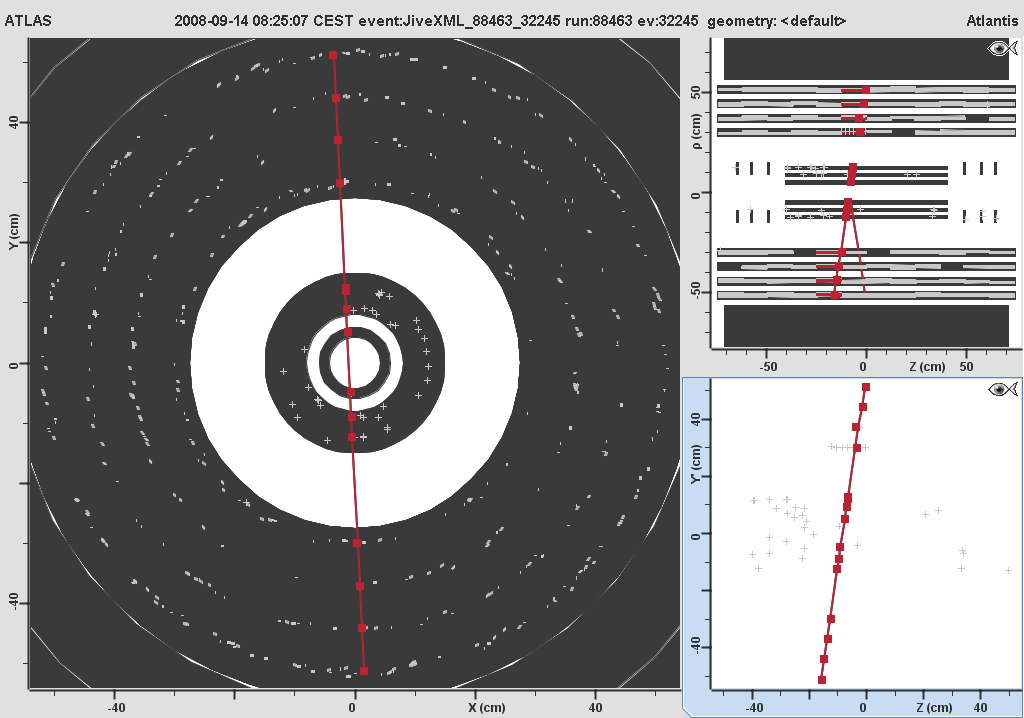 ATLAS 2008-09-14 08:25:07 CEST event:JiveXML_88463_32245 run:88463 ev:32245 geometry: <default> Atlantis
40
Y (cm)
0
-40
-40 0 X (cm) 40
50
ρ (cm)
0
-50
-50 0 Z (cm) 50
40
Y' (cm)
0
-40
-40 0 Z (cm) 40